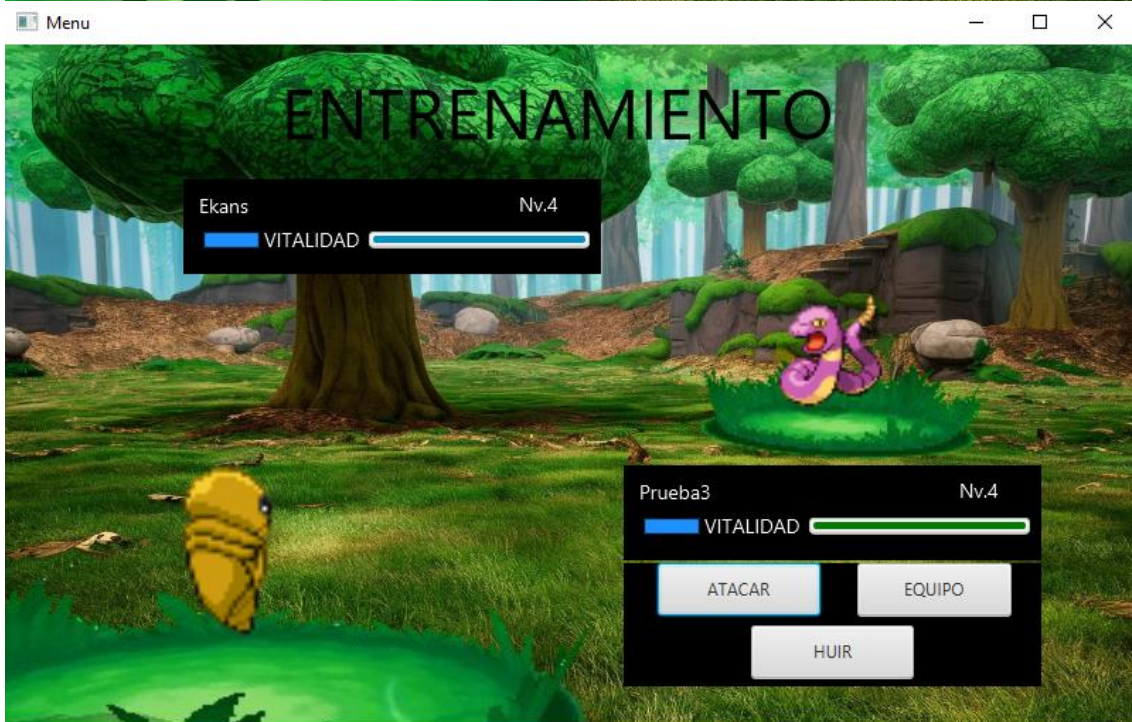 Menu
ENTRENAMIENTO
Ekans Nv.4
VITALIDAD
Prueba3 Nv.4
VITALIDAD
ATACAR EQUIPO
HUIR